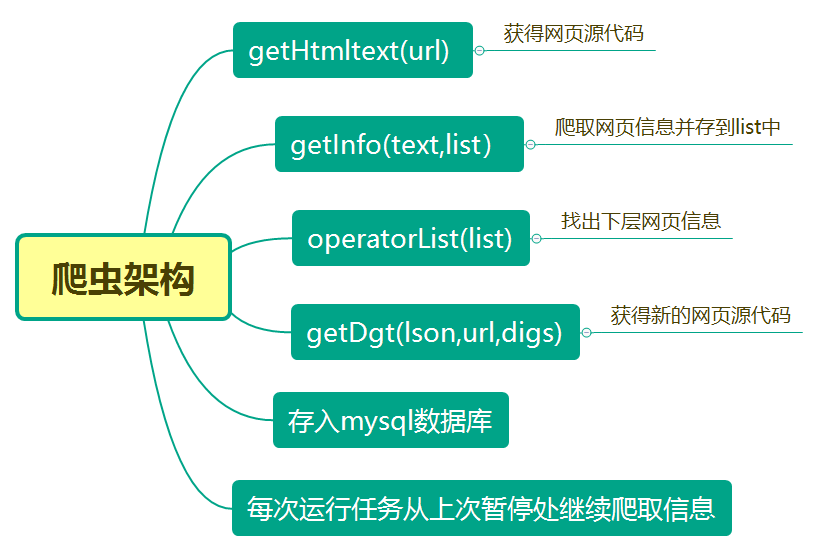 getHtmltext(url)
获得网页源代码
getInfo(text,list）
爬取网页信息并存到list中
operatorList(list)
找出下层网页信息
爬虫架构
getDgt(lson,url,digs)
获得新的网页源代码
存入mysql数据库
每次运行任务从上次暂停处继续爬取信息